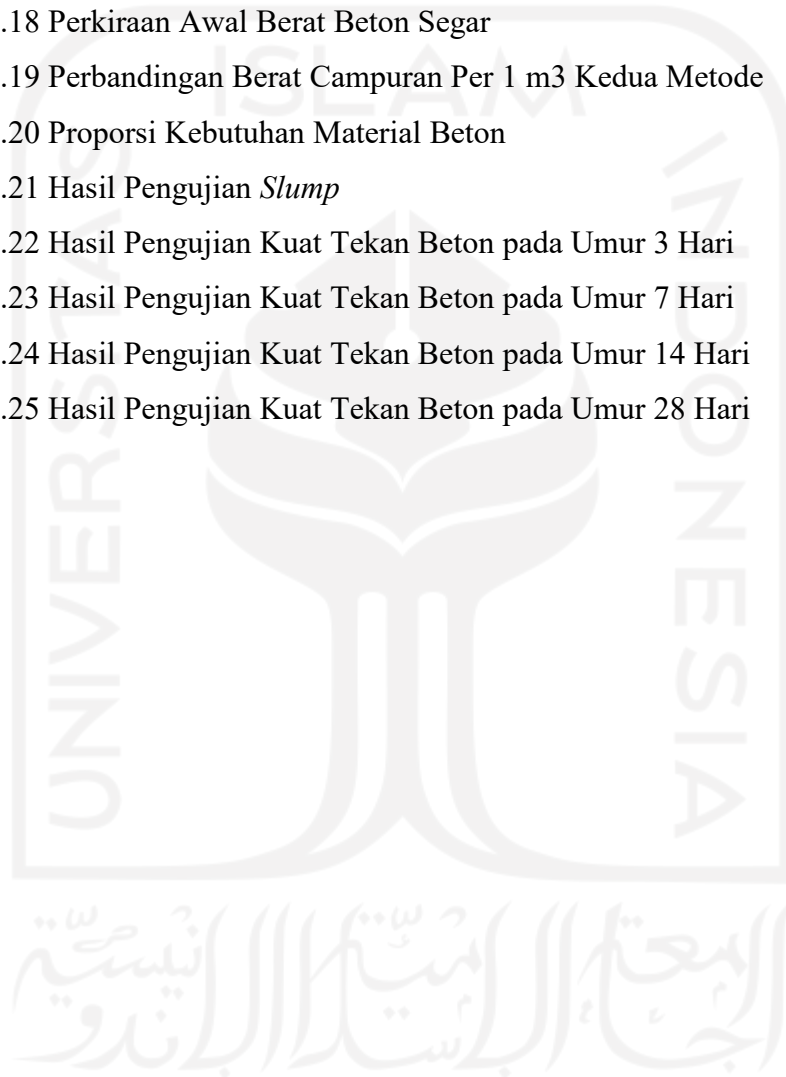 .18 Perkiraan Awal Berat Beton Segar
.19 Perbandingan Berat Campuran Per 1 m3 Kedua Metode
.20 Proporsi Kebutuhan Material Beton
.21 Hasil Pengujian Slump
.22 Hasil Pengujian Kuat Tekan Beton pada Umur 3 Hari
.23 Hasil Pengujian Kuat Tekan Beton pada Umur 7 Hari
.24 Hasil Pengujian Kuat Tekan Beton pada Umur 14 Hari
.25 Hasil Pengujian Kuat Tekan Beton pada Umur 28 Hari
ISLAM
UNIVERSITAS
INDONESIA